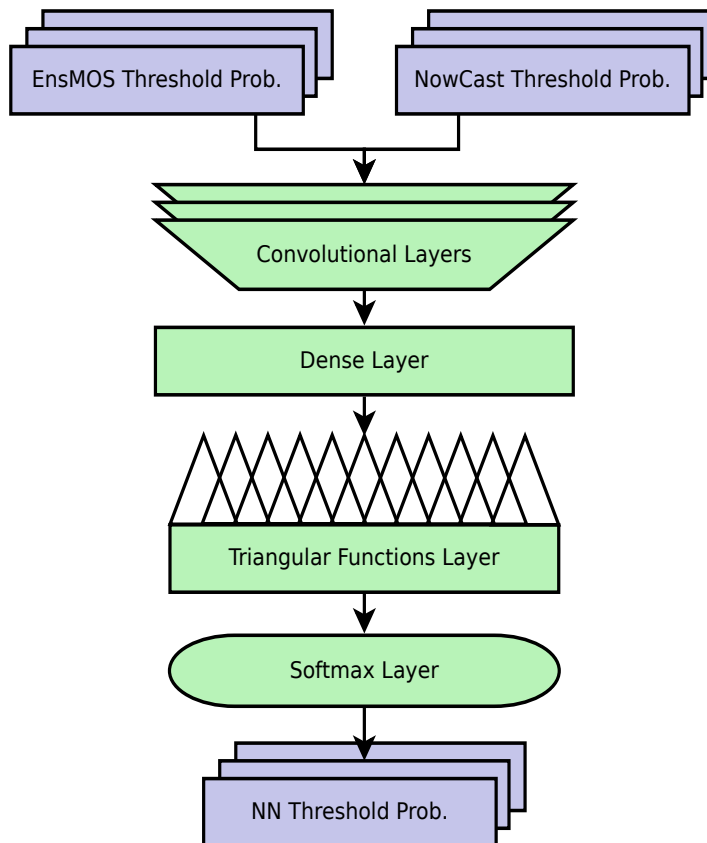 EnsMOS Threshold Prob.
NowCast Threshold Prob.
Convolutional Layers
Dense Layer
Triangular Functions Layer
Softmax Layer
NN Threshold Prob.